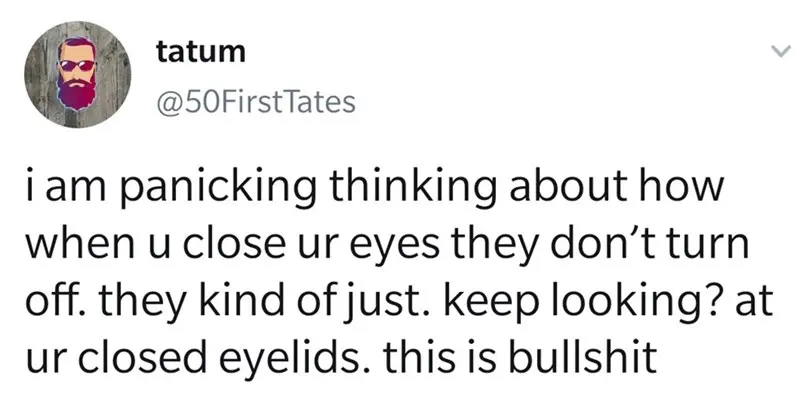 tatum
@50FirstTates
i am panicking thinking about how
when u close ur eyes they don’t turn
off. they kind of just. keep looking? at
ur closed eyelids. this is bullshit